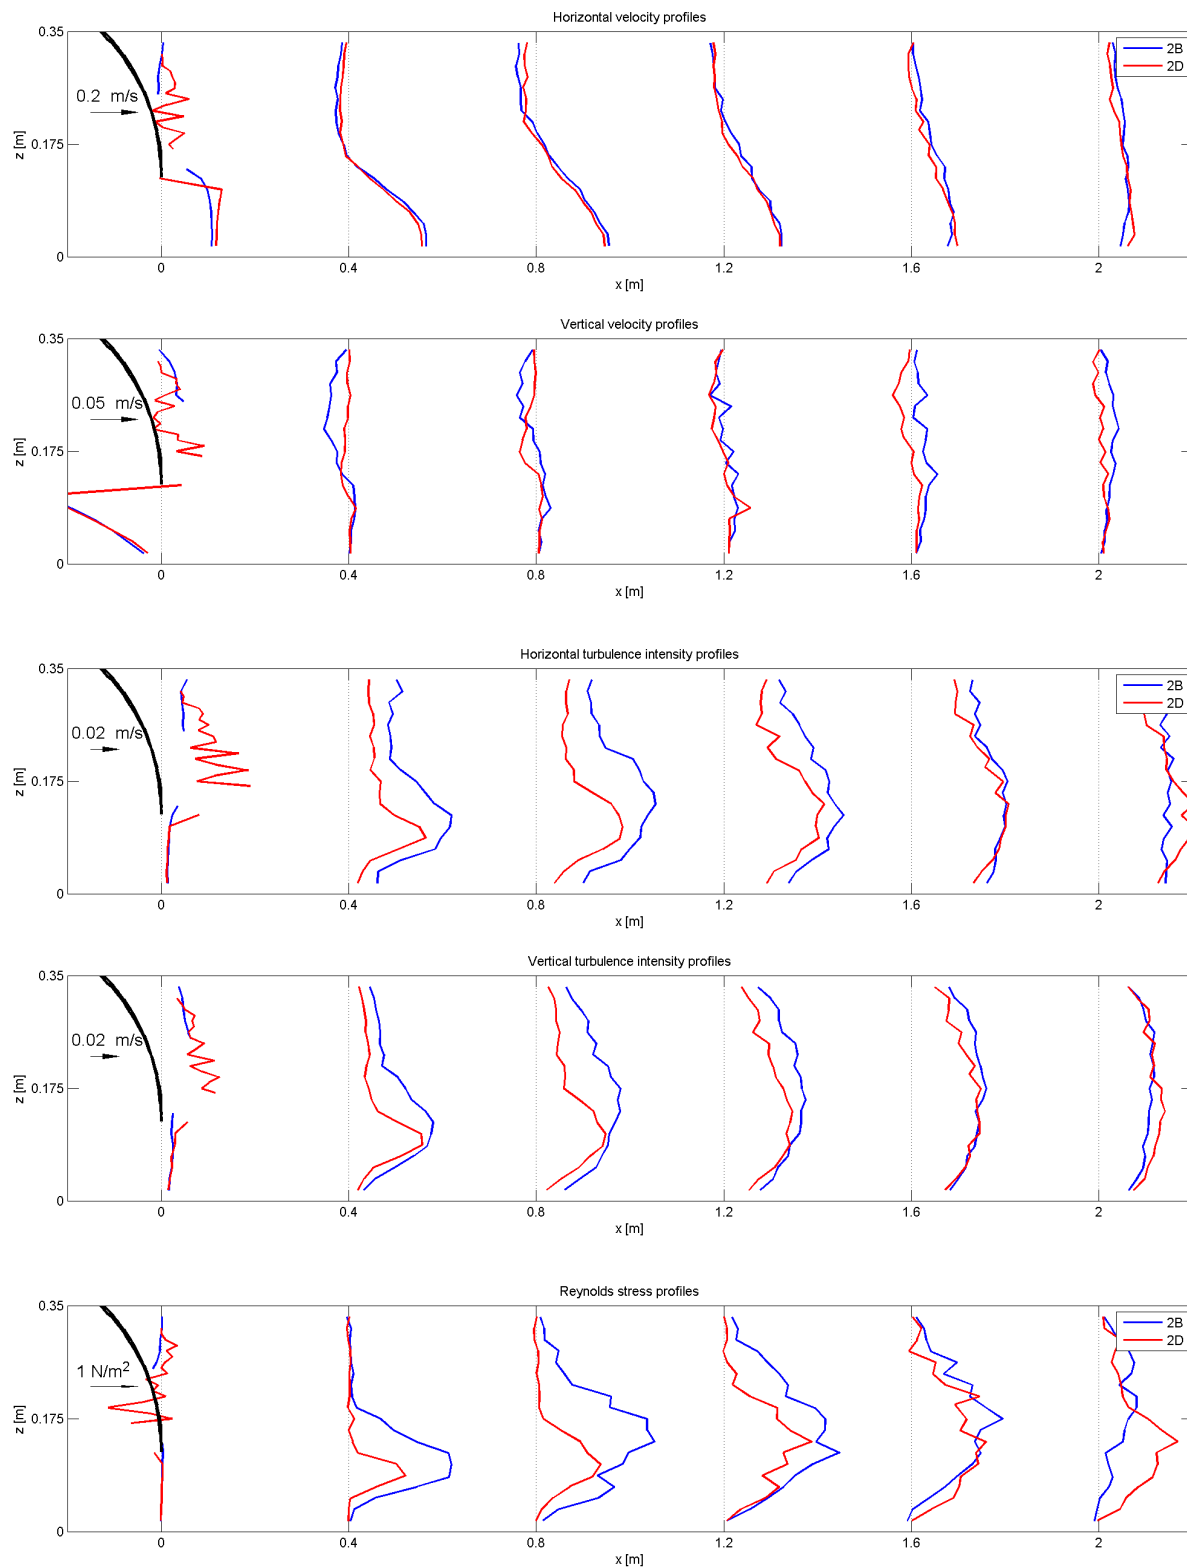 Horizontal velocity profiles
0.35
2B
2D
0.2 m/s
z [m]
0.175
0
0 0.4 0.8 1.2 1.6 2
x [m]
Vertical velocity profiles
0.35
0.05 m/s
z [m]
0.175
0
0 0.4 0.8 1.2 1.6 2
x [m]
Horizontal turbulence intensity profiles
0.35
2B
2D
0.02 m/s
z [m]
0.175
0
0 0.4 0.8 1.2 1.6 2
x [m]
Vertical turbulence intensity profiles
0.35
0.02 m/s
z [m]
0.175
0
0 0.4 0.8 1.2 1.6 2
x [m]
Reynolds stress profiles
0.35
2B
2D
1 N/m²
z [m]
0.175
0
0 0.4 0.8 1.2 1.6 2
x [m]